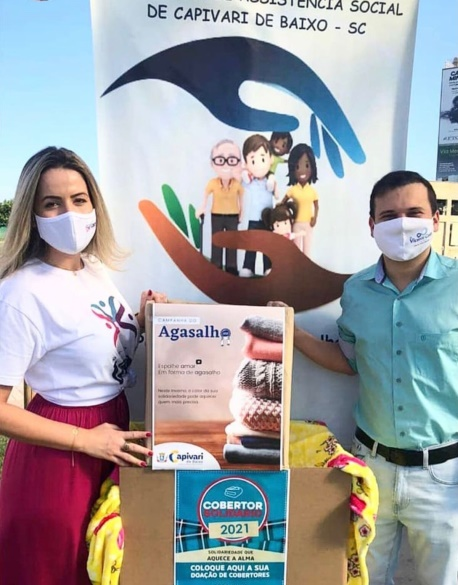 ASSISTÊNCIA SOCIAL
DE CAPIVARI DE BAIXO - SC
CAMPANHA DO
Agasalho
Espalhe amor
Em forma de agasalho
Neste inverno, o calor da sua
solidariedade pode aquecer
quem mais precisa.
Capivari
DE BAIXO
COBERTOR
SOLIDÁRIO
2021
SOLIDARIEDADE QUE
AQUECE A ALMA
COLOQUE AQUI A SUA
DOAÇÃO DE COBERTORES